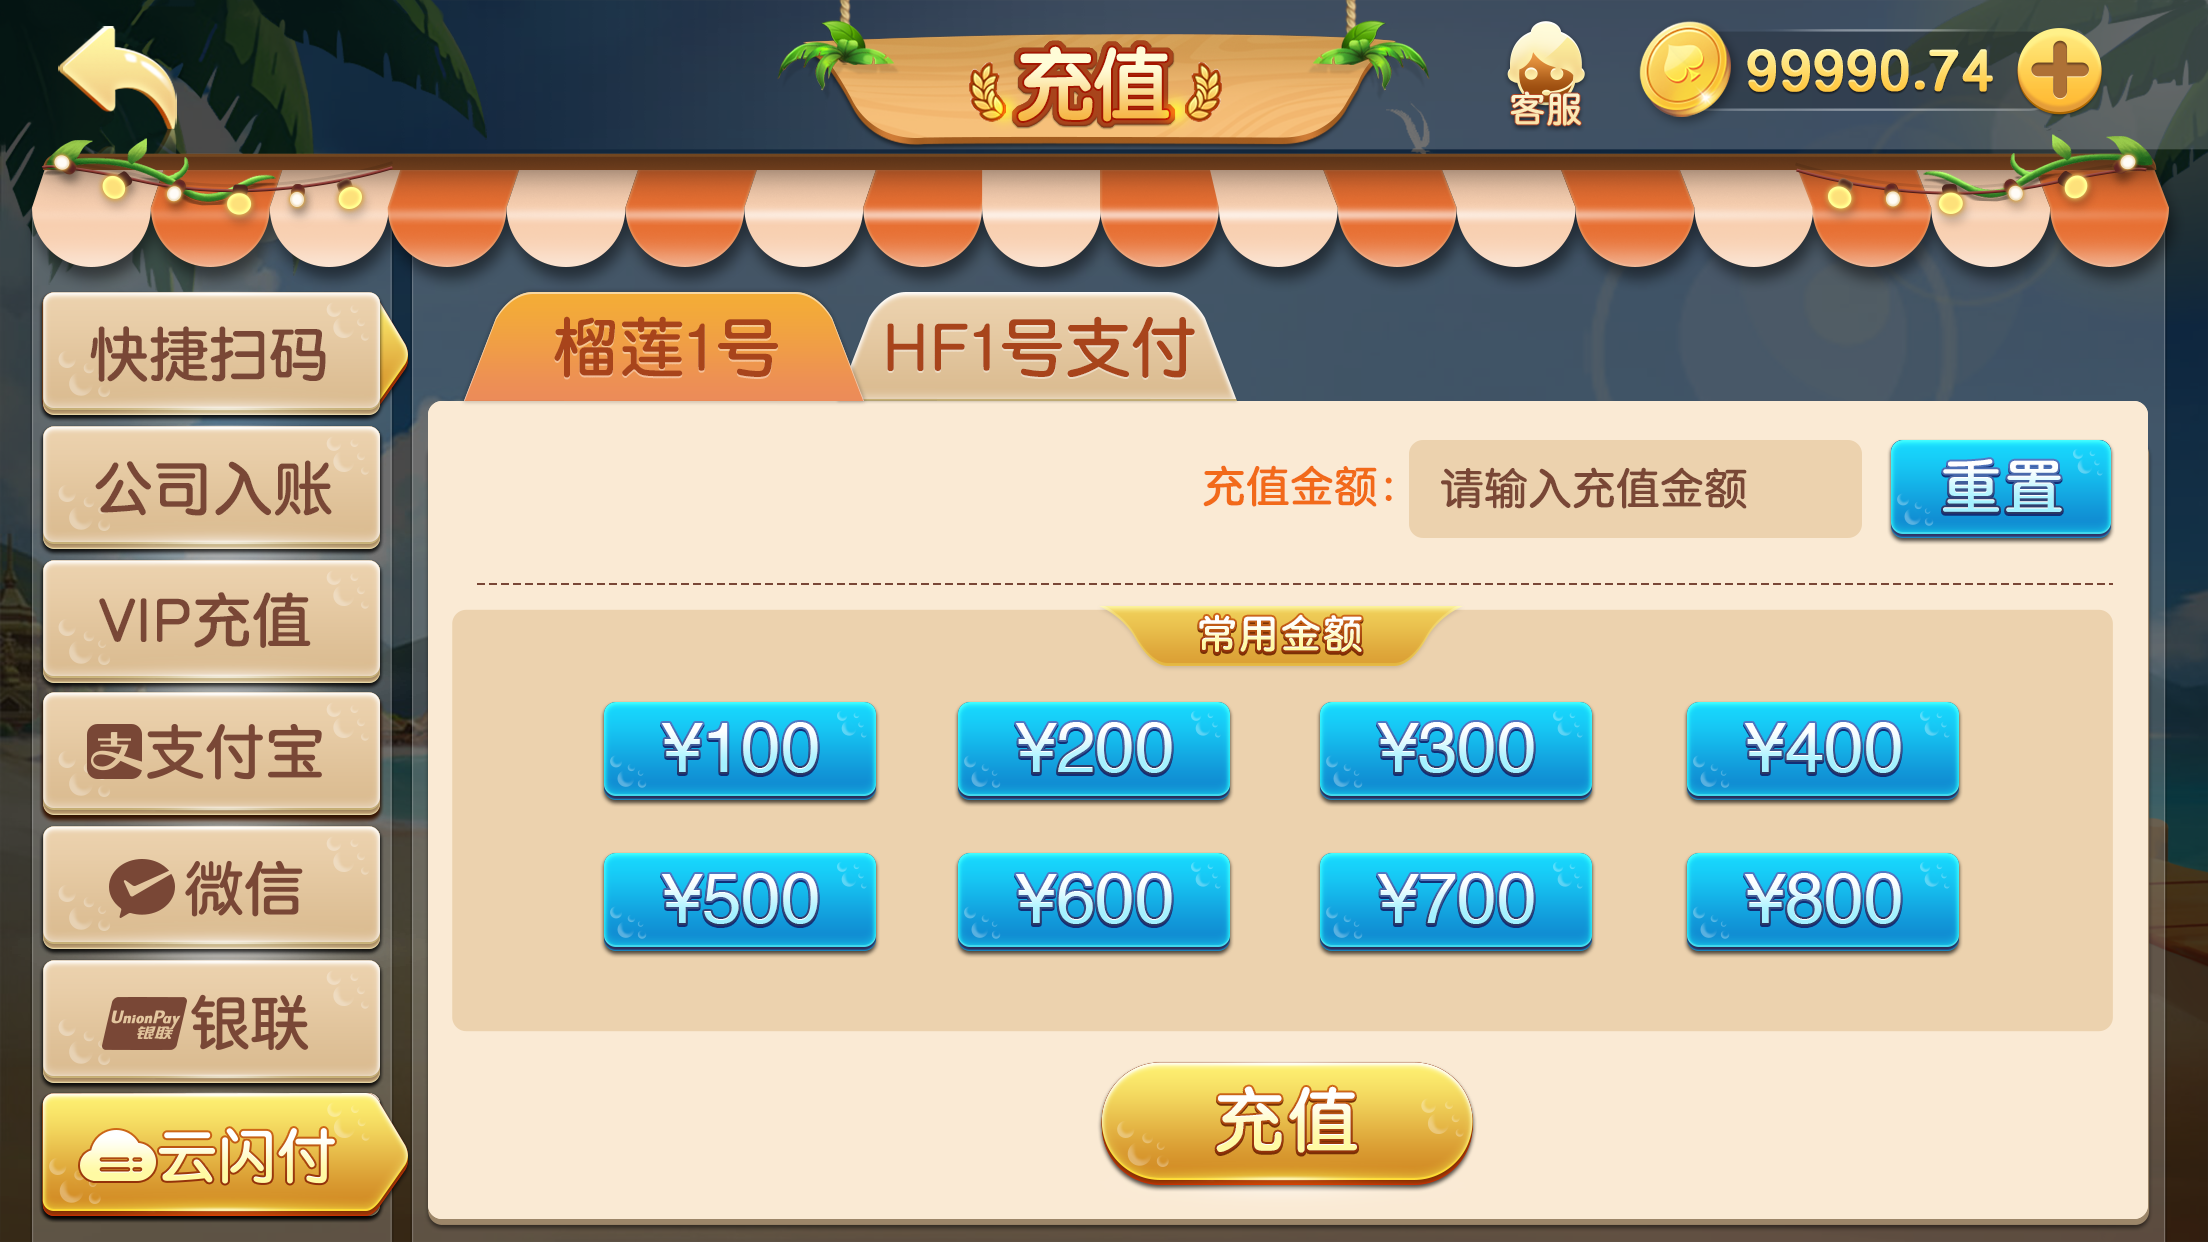 充值
客服
99990.74
快捷扫码
公司入账
VIP充值
支付宝
微信
UnionPay
银联
银联
云闪付
榴莲1号
HF1号支付
充值金额：
请输入充值金额
重置
常用金额
¥100
¥200
¥300
¥400
¥500
¥600
¥700
¥800
充值